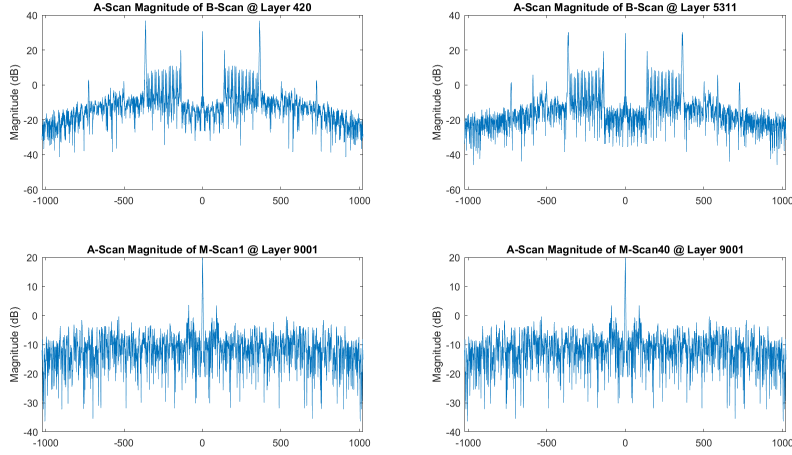 A-Scan Magnitude of B-Scan @ Layer 420
Magnitude (dB)
40
20
0
-20
-40
-60
-1000 -500 0 500 1000
A-Scan Magnitude of B-Scan @ Layer 5311
Magnitude (dB)
40
20
0
-20
-40
-60
-1000 -500 0 500 1000
A-Scan Magnitude of M-Scan1 @ Layer 9001
Magnitude (dB)
20
10
0
-10
-20
-30
-40
-1000 -500 0 500 1000
A-Scan Magnitude of M-Scan40 @ Layer 9001
Magnitude (dB)
20
10
0
-10
-20
-30
-40
-1000 -500 0 500 1000